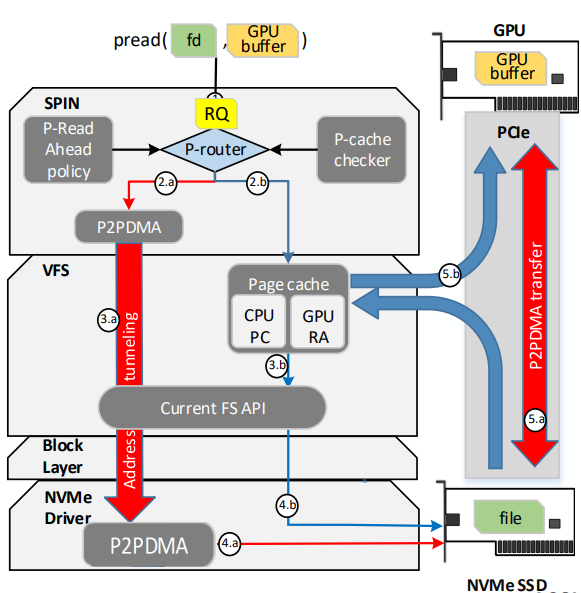 pread( fd , GPU buffer )
GPU
GPU
buffer
SPIN
RQ
PCIe
P-Read
Ahead
policy
P-router
P-cache
checker
2.a
2.b
P2PDMA
VFS
Page cache
5.b
CPU
PC
GPU
RA
3.a
tunneling
P2PDMA transfer
3.b
Current FS API
5.a
Block
Layer
Address
NVMe
Driver
4.b
file
P2PDMA
4.a
NVMe SSD